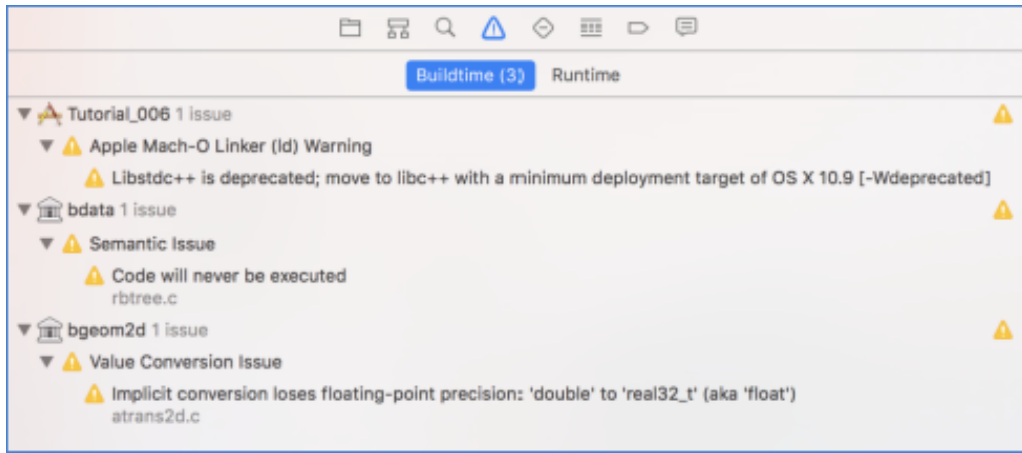 Buildtime (3) Runtime
Tutorial_006 1 issue
Apple Mach-O Linker (ld) Warning
Libstdc++ is deprecated; move to libc++ with a minimum deployment target of OS X 10.9 [-Wdeprecated]
bdata 1 issue
Semantic Issue
Code will never be executed
rbtree.c
bgeom2d 1 issue
Value Conversion Issue
Implicit conversion loses floating-point precision: 'double' to 'real32_t' (aka 'float')
atrans2d.c